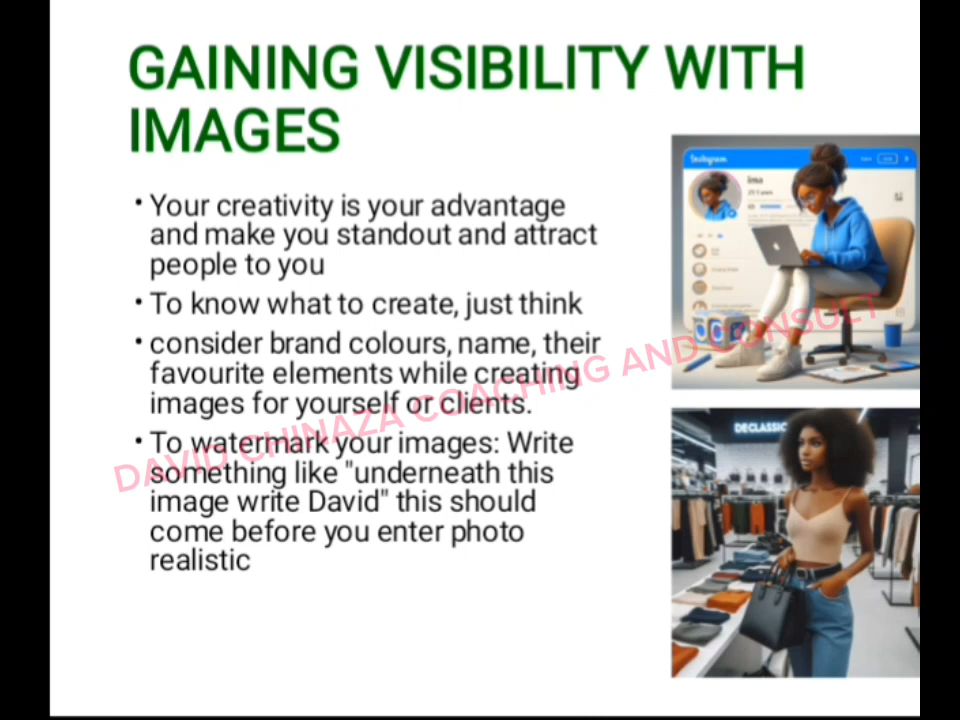 GAINING VISIBILITY WITH
IMAGES
• Your creativity is your advantage
and make you standout and attract
people to you
• To know what to create, just think
• consider brand colours, name, their
favourite elements while creating
images for yourself or clients.
• To watermark your images: Write
something like "underneath this
image write David" this should
come before you enter photo
realistic
DAVID CHINAZA COACHING AND CONSULT
Instagram
ima
DECLASSIC